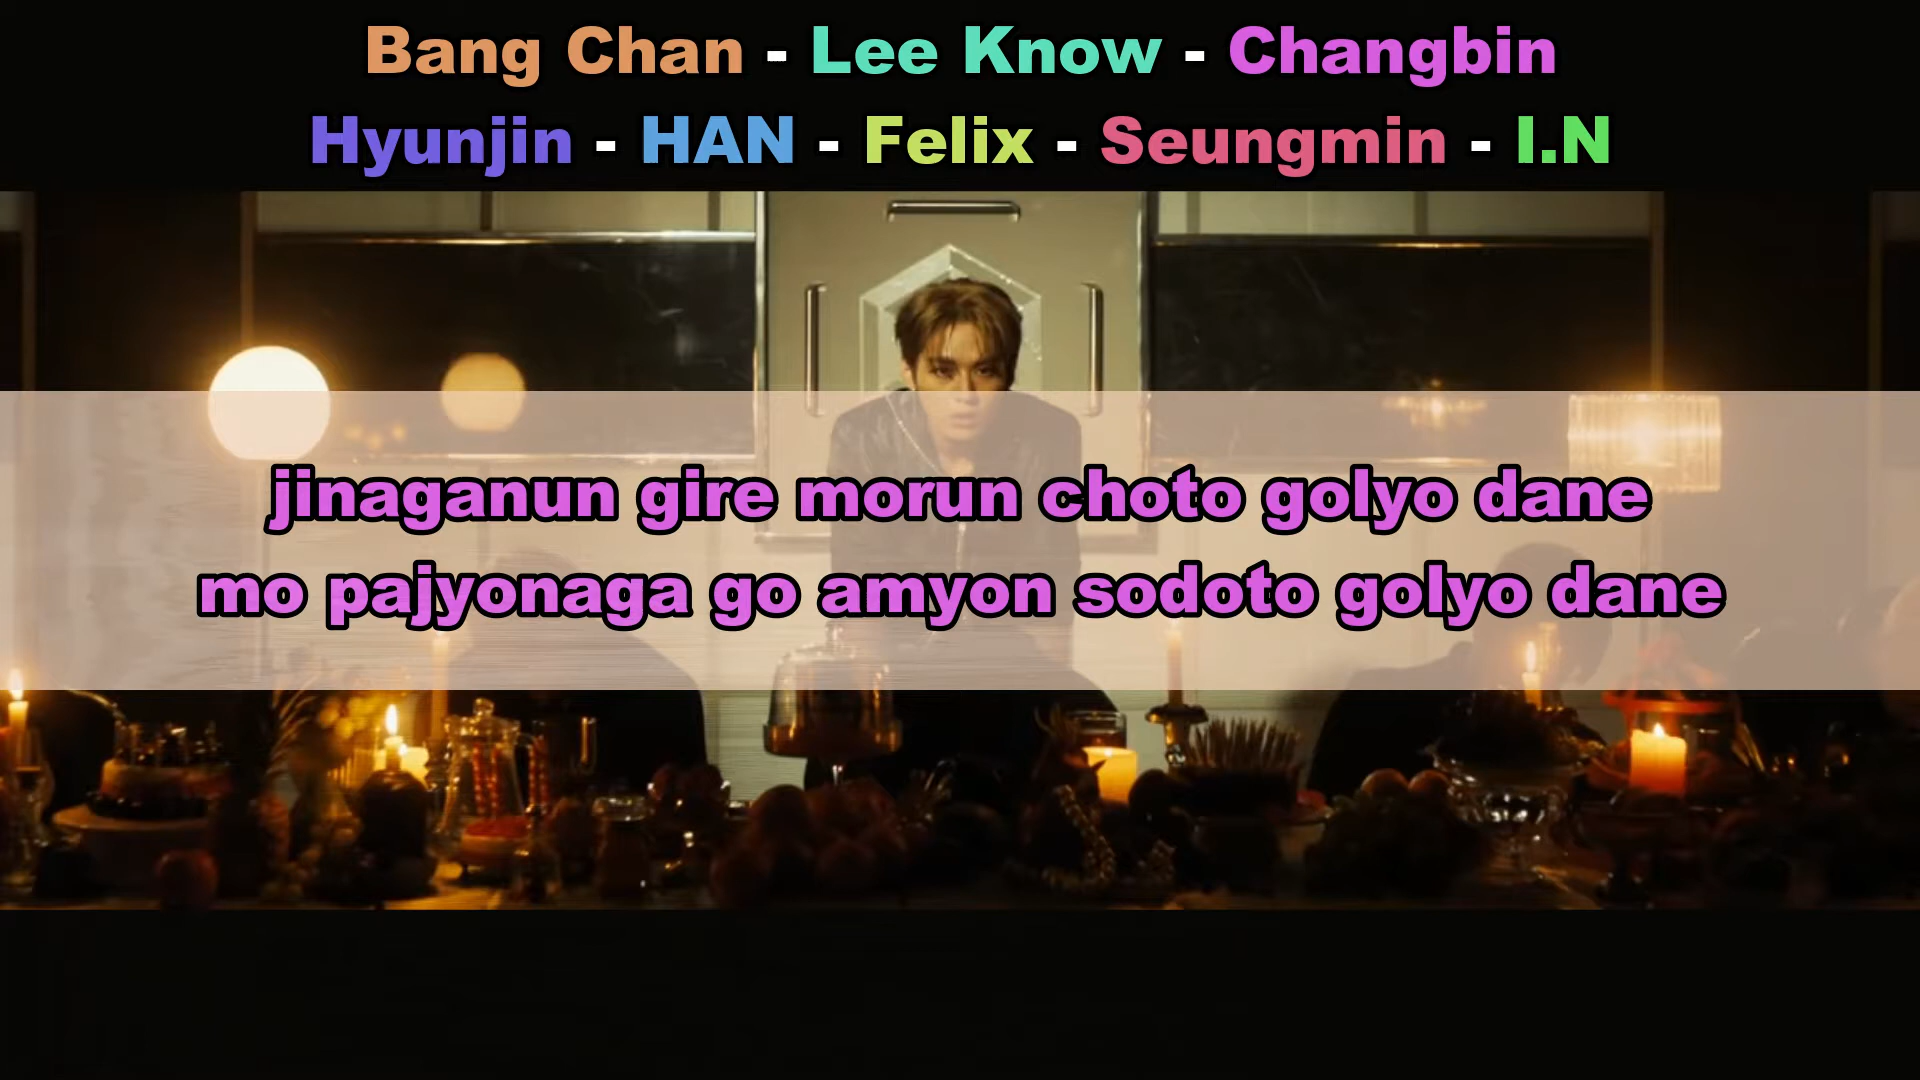 Bang Chan - Lee Know - Changbin
Hyunjin - HAN - Felix - Seungmin - I.N
jinaganun gire morun choto golyo dane
mo pajyonaga go amyon sodoto golyo dane